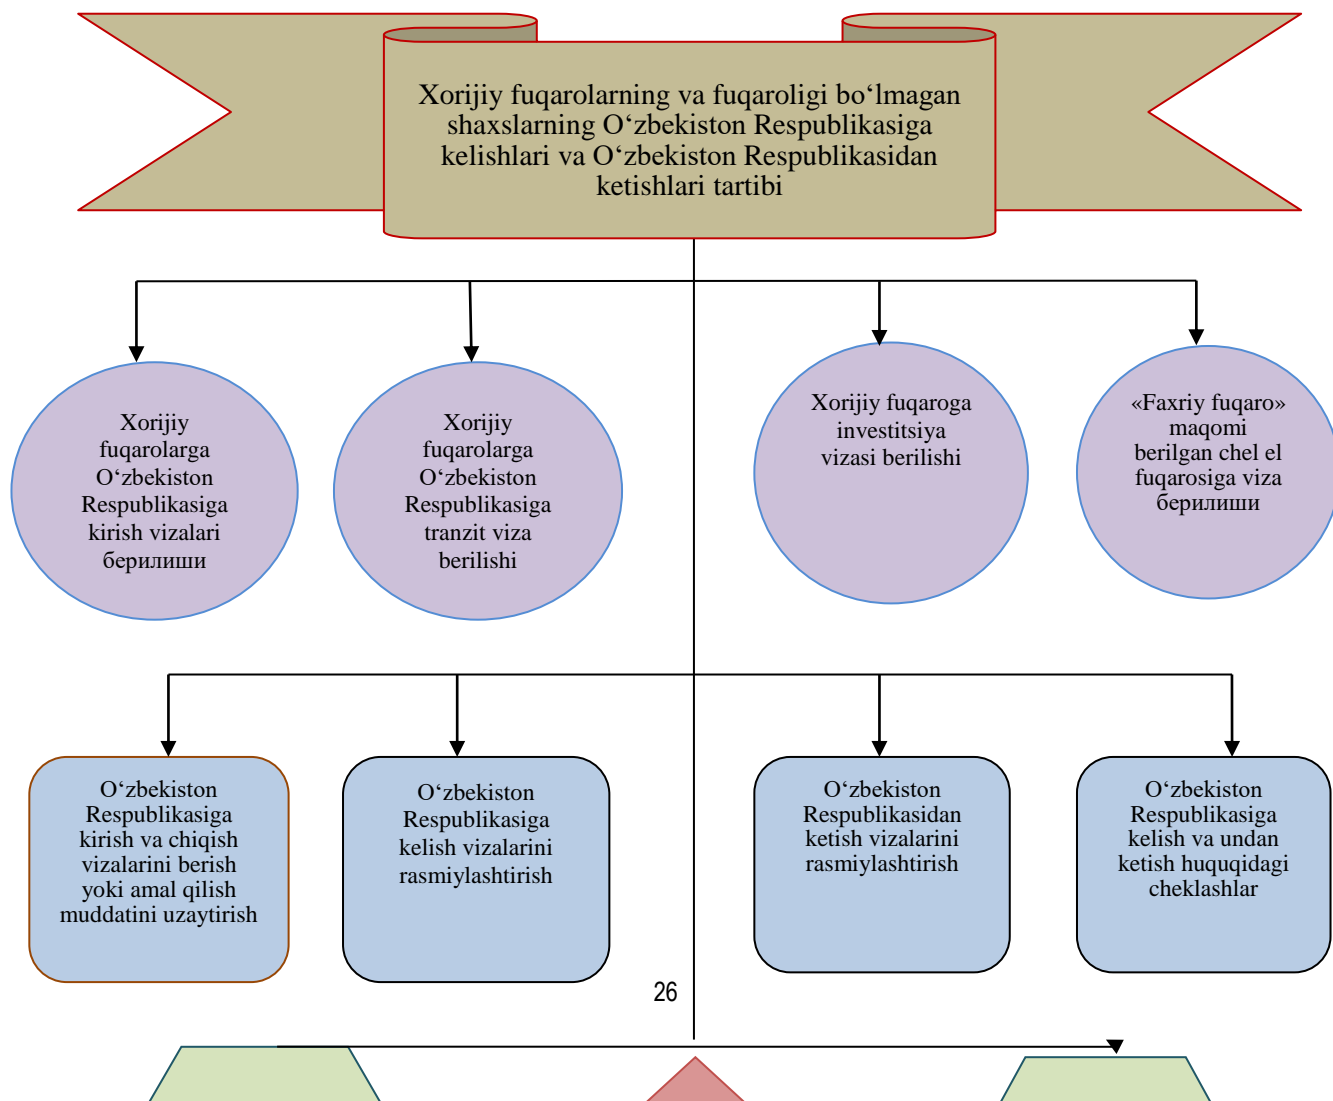 Xorijiy fuqarolarning va fuqaroligi bo‘lmagan
shaxslarning O‘zbekiston Respublikasiga
kelishlari va O‘zbekiston Respublikasidan
ketishlari tartibi
Xorijiy
fuqarolarga
O‘zbekiston
Respublikasiga
kirish vizalari
берилиши
Xorijiy
fuqarolarga
O‘zbekiston
Respublikasiga
tranzit viza
berilishi
Xorijiy fuqaroga
investitsiya
vizasi berilishi
«Faxriy fuqaro»
maqomi
berilgan chel el
fuqarosiga viza
берилиши
O‘zbekiston
Respublikasiga
kirish va chiqish
vizalarini berish
yoki amal qilish
muddatini uzaytirish
O‘zbekiston
Respublikasiga
kelish vizalarini
rasmiylashtirish
O‘zbekiston
Respublikasidan
ketish vizalarini
rasmiylashtirish
O‘zbekiston
Respublikasiga
kelish va undan
ketish huquqidagi
cheklashlar
26